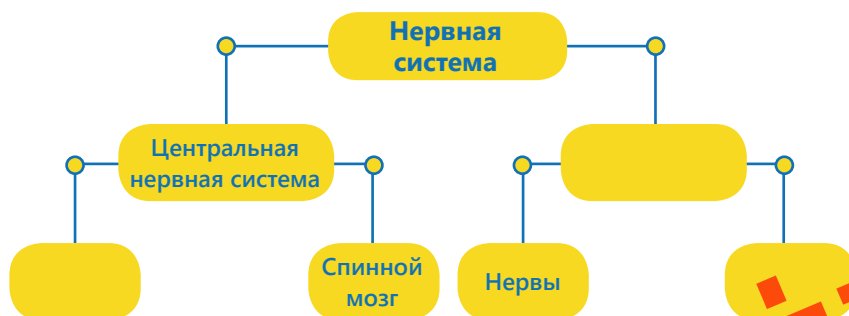 Нервная
система
Центральная
нервная система
Спинной
мозг
Нервы